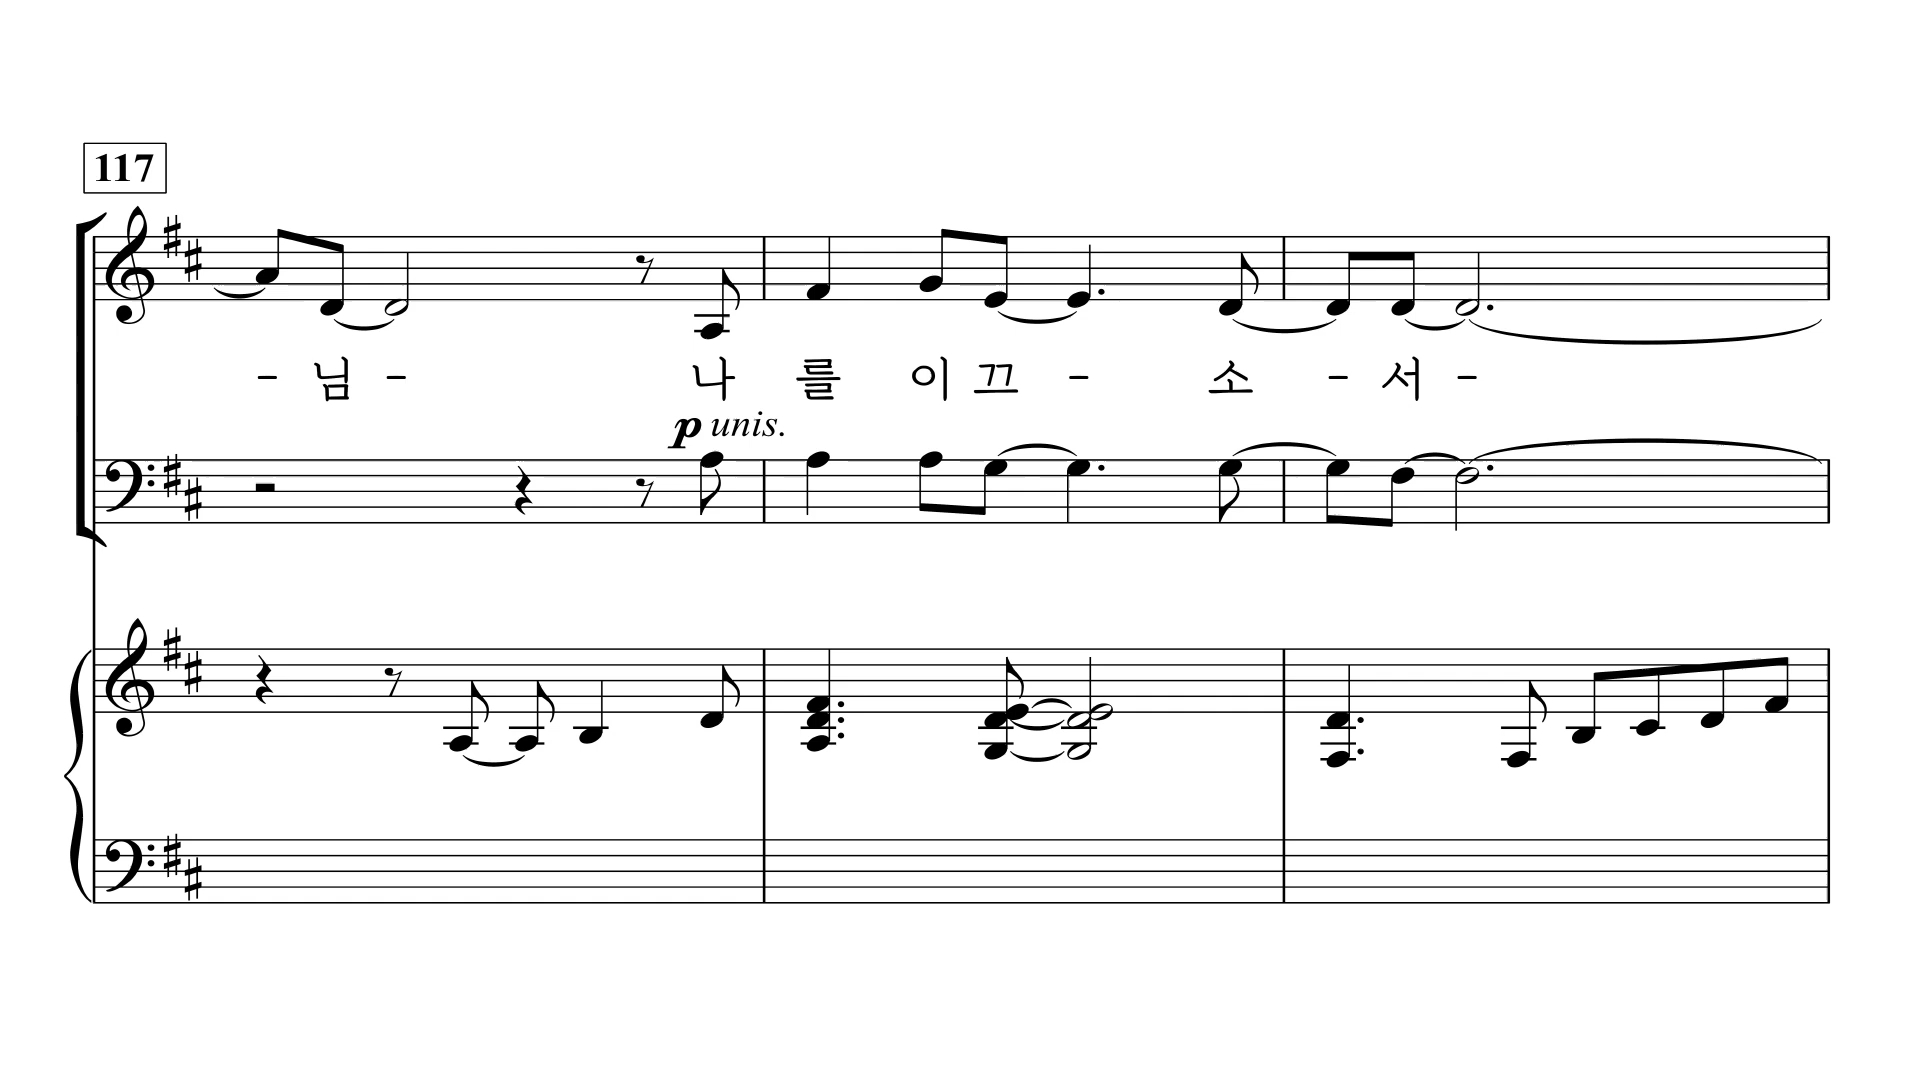 117
- 님 - 나 를 이 끄 - 소 - 서 -
p unis.